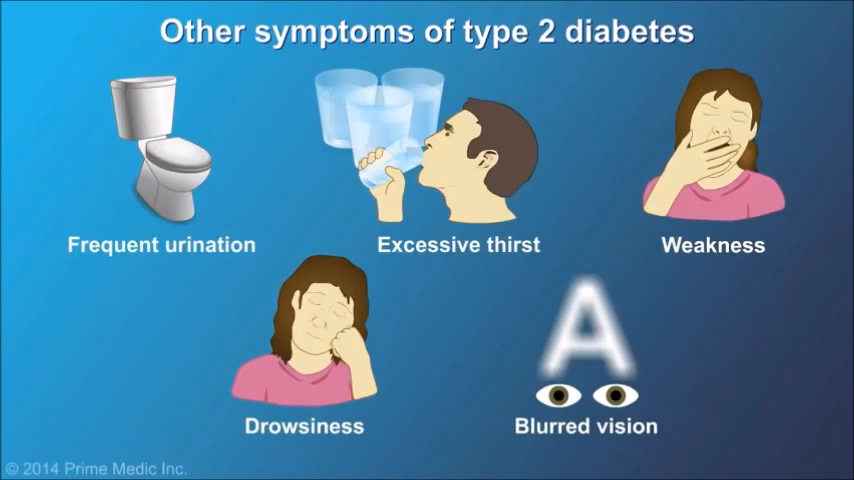 Other symptoms of type 2 diabetes
Frequent urination
Excessive thirst
Weakness
Drowsiness
A
Blurred vision
© 2014 Prime Medic Inc.